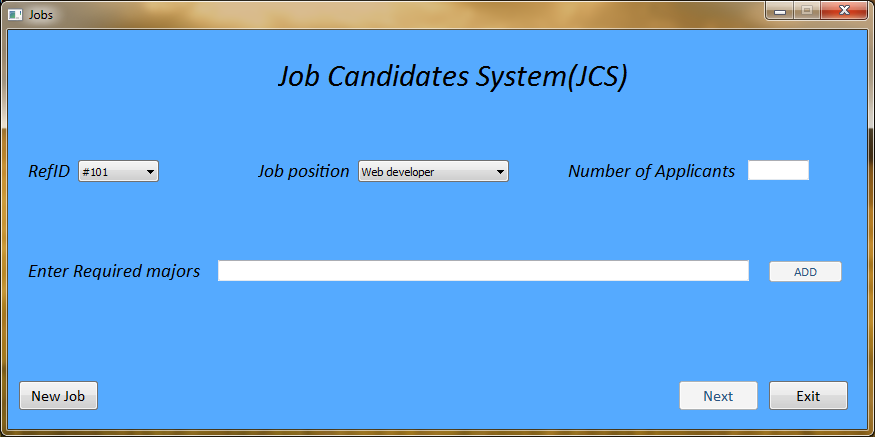 Jobs
Job Candidates System(JCS)
RefID #101 Job position Web developer Number of Applicants
Enter Required majors ADD
New Job Next Exit